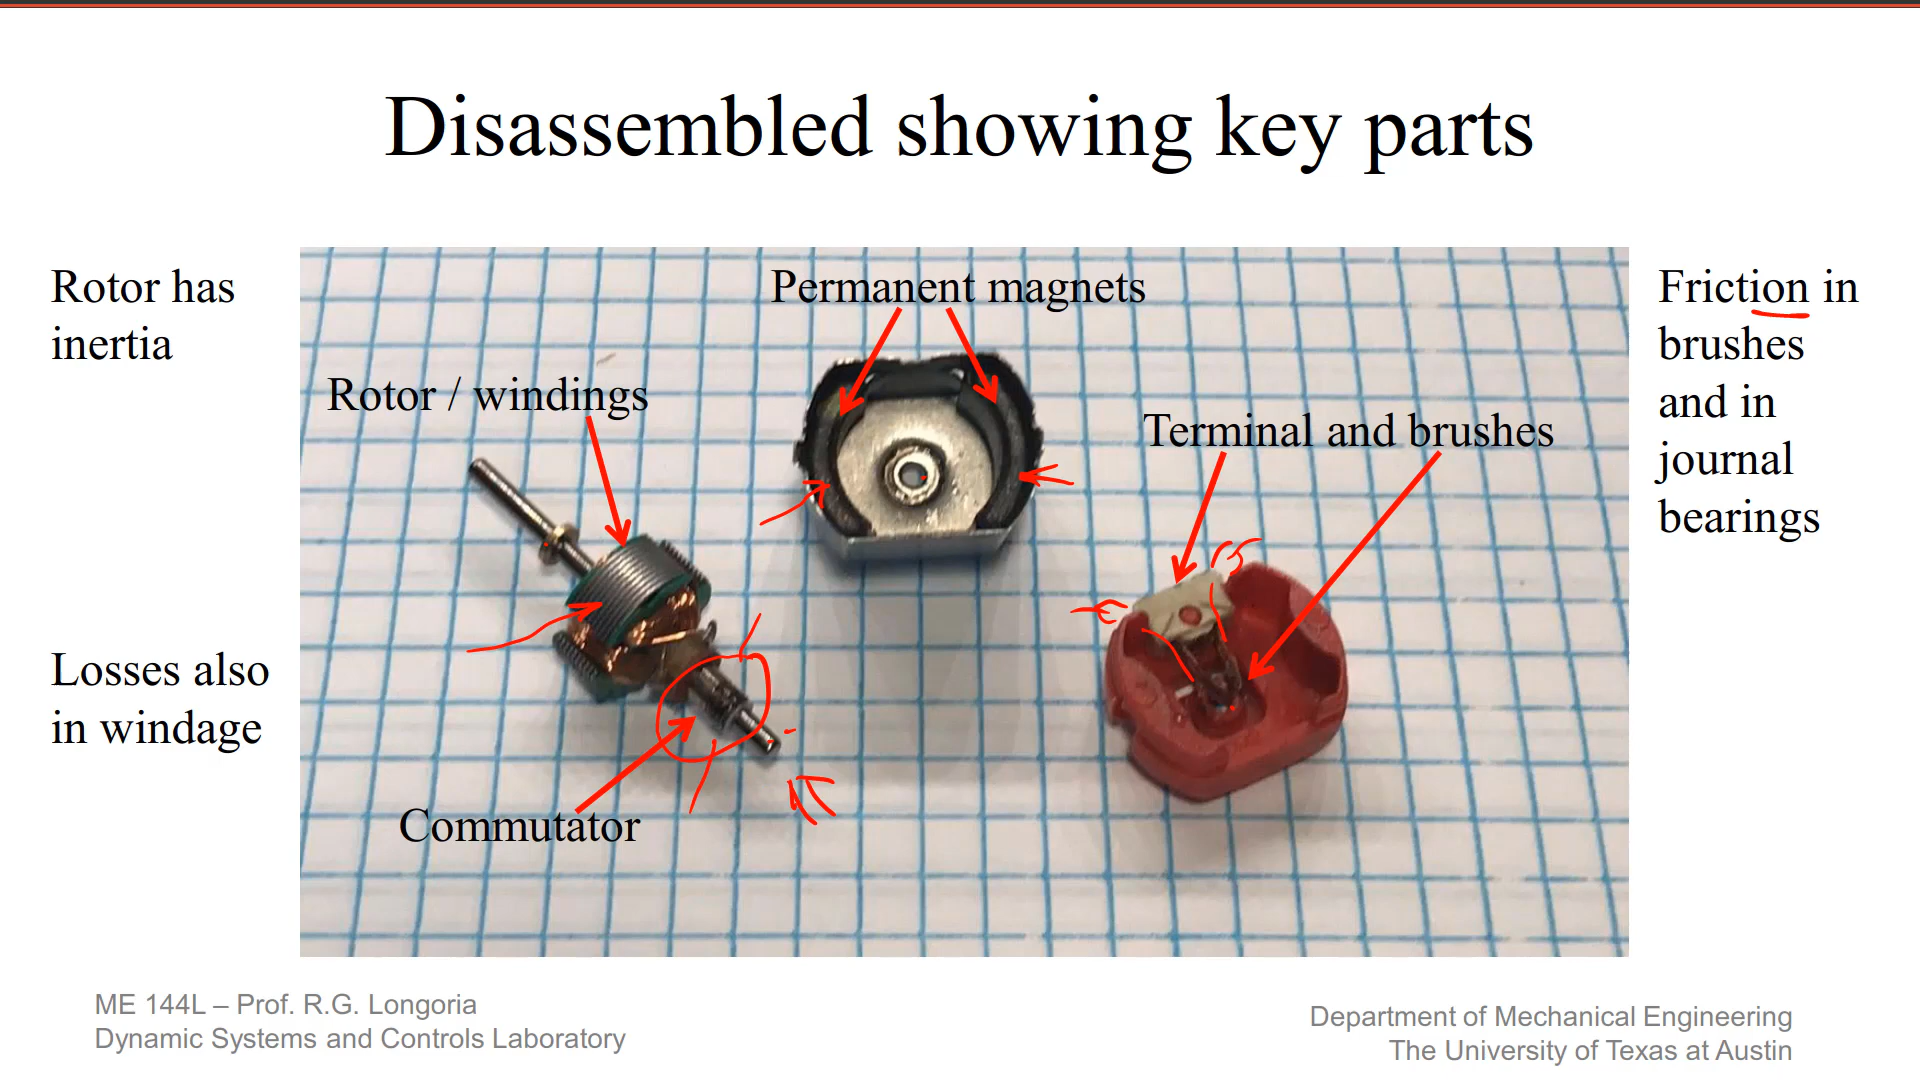 Disassembled showing key parts
Rotor has
inertia
Permanent magnets
Rotor / windings
Terminal and brushes
Friction in
brushes
and in
journal
bearings
Losses also
in windage
Commutator
ME 144L – Prof. R.G. Longoria
Dynamic Systems and Controls Laboratory
Department of Mechanical Engineering
The University of Texas at Austin